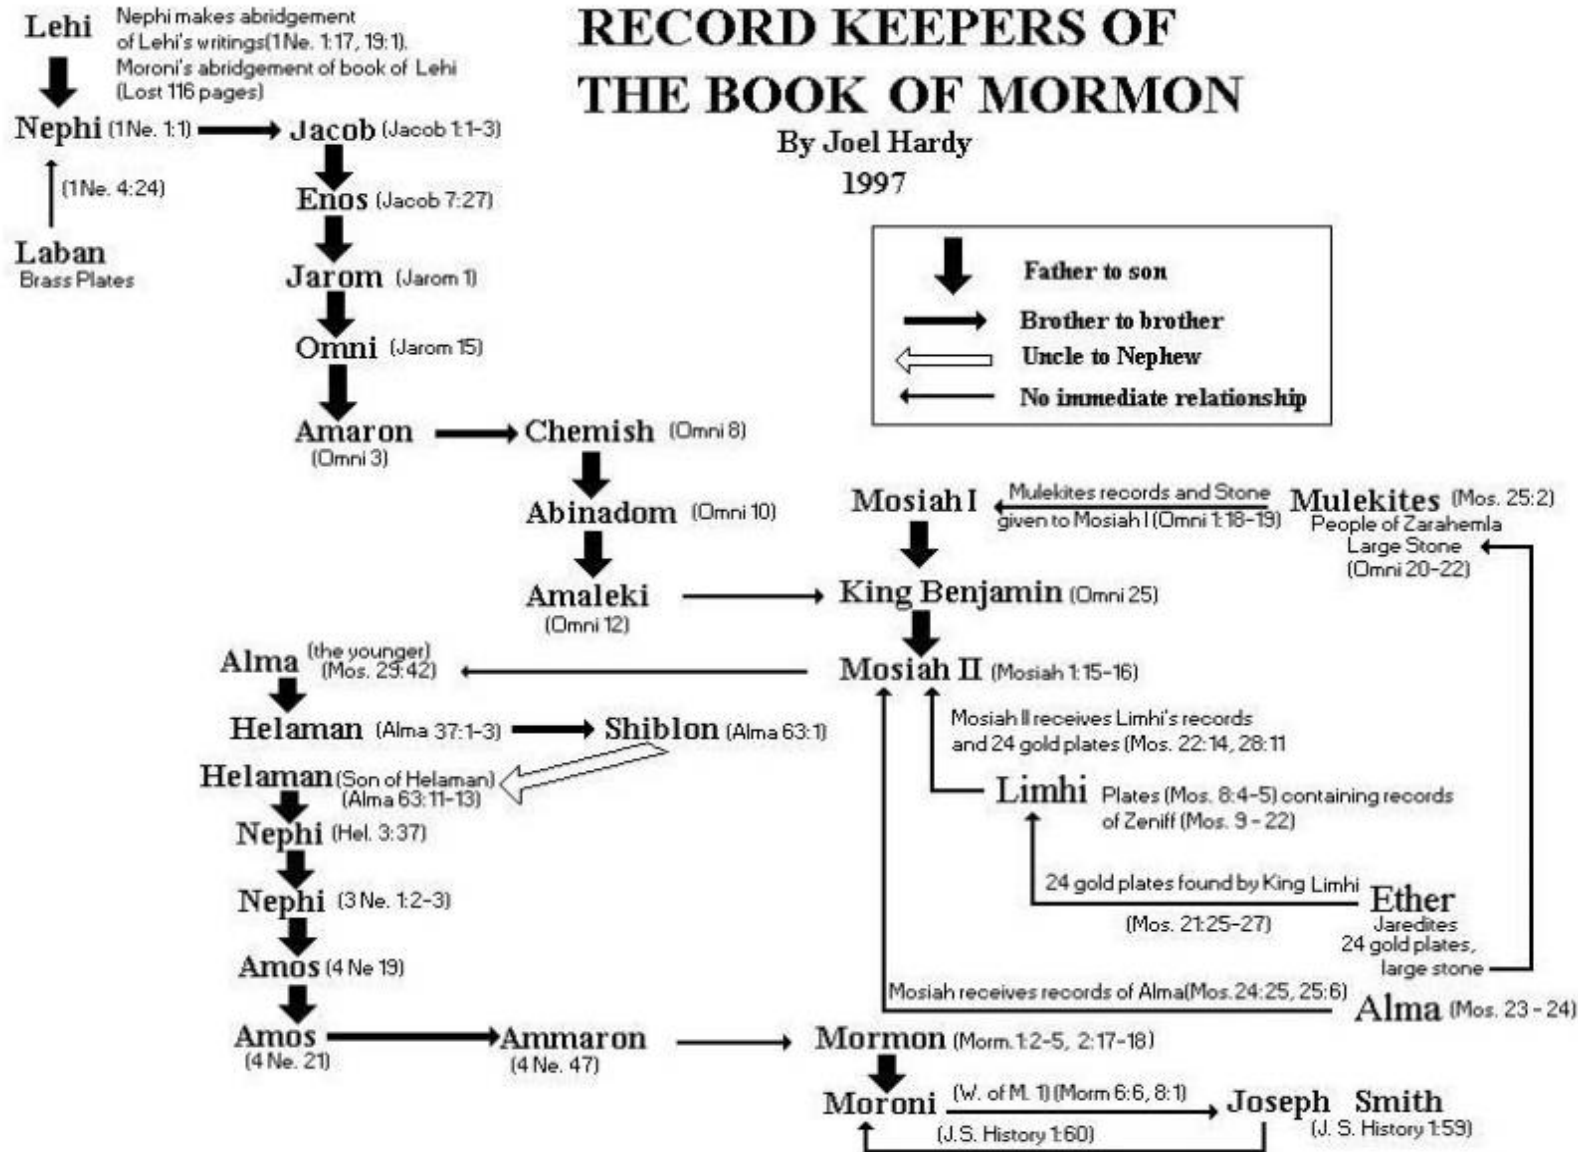 RECORD KEEPERS OF
THE BOOK OF MORMON
By Joel Hardy
1997
Lehi
Nephi makes abridgement
of Lehi's writings(1 Ne. 1:17, 19:1).
Moroni's abridgement of book of Lehi
(Lost 116 pages)
Nephi (1 Ne. 1:1)
Jacob (Jacob 1:1-3)
(1 Ne. 4:24)
Laban
Brass Plates
Enos (Jacob 7:27)
Jarom (Jarom 1)
Omni (Jarom 15)
Father to son
Brother to brother
Uncle to Nephew
No immediate relationship
Amaron
(Omni 3)
Chemish (Omni 8)
Abinadom (Omni 10)
Amaleki
(Omni 12)
Mosiah I
Mulekites records and Stone
given to Mosiah I (Omni 1:18-19)
Mulekites (Mos. 25:2)
People of Zarahemla
Large Stone
(Omni 20-22)
King Benjamin (Omni 25)
Mosiah II (Mosiah 1:15-16)
Alma (the younger)
(Mos. 29:42)
Helaman (Alma 37:1-3)
Shiblon (Alma 63:1)
Helaman (Son of Helaman)
(Alma 63:11-13)
Nephi (Hel. 3:37)
Nephi (3 Ne. 1:2-3)
Amos (4 Ne 19)
Amos
(4 Ne. 21)
Ammaron
(4 Ne. 47)
Mosiah II receives Limhi's records
and 24 gold plates (Mos. 22:14, 28:11
Limhi Plates (Mos. 8:4-5) containing records
of Zeniff (Mos. 9 - 22)
24 gold plates found by King Limhi
(Mos. 21:25-27)
Ether
Jaredites
24 gold plates,
large stone
Mosiah receives records of Alma(Mos.24:25, 25:6)
Alma (Mos. 23 - 24)
Mormon (Morm. 1:2-5, 2:17-18)
Moroni
(W. of M. 1) (Morm 6:6, 8:1)
(J.S. History 1:60)
Joseph Smith
(J. S. History 1:59)